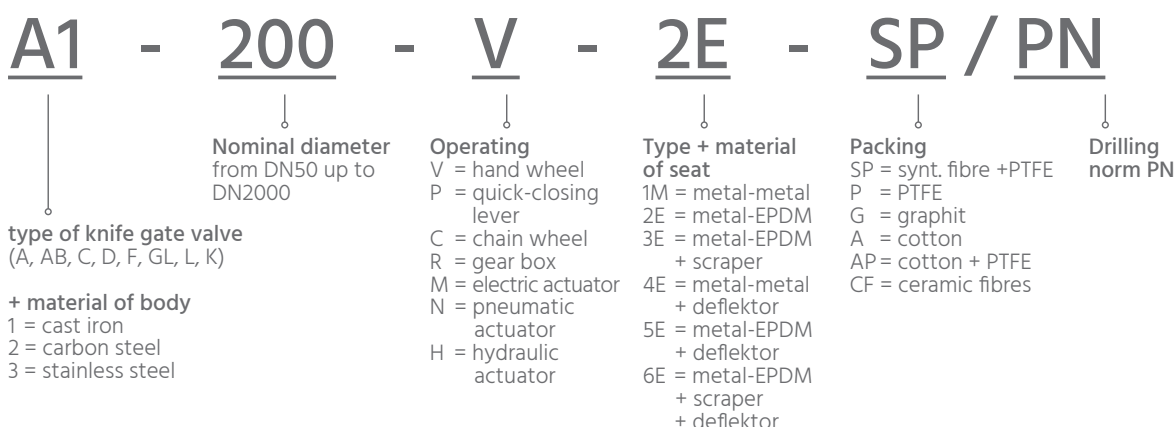 A1 - 200 - V - 2E - SP / PN
type of knife gate valve
(A, AB, C, D, F, GL, L, K)
+ material of body
1 = cast iron
2 = carbon steel
3 = stainless steel
Nominal diameter
from DN50 up to
DN2000
Operating
V = hand wheel
P = quick-closing
lever
C = chain wheel
R = gear box
M = electric actuator
N = pneumatic
actuator
H = hydraulic
actuator
Type + material
of seat
1M = metal-metal
2E = metal-EPDM
3E = metal-EPDM
+ scraper
4E = metal-metal
+ deflektor
5E = metal-EPDM
+ deflektor
6E = metal-EPDM
+ scraper
+ deflektor
Packing
SP = synt. fibre +PTFE
P = PTFE
G = graphit
A = cotton
AP = cotton + PTFE
CF = ceramic fibres
Drilling
norm PN